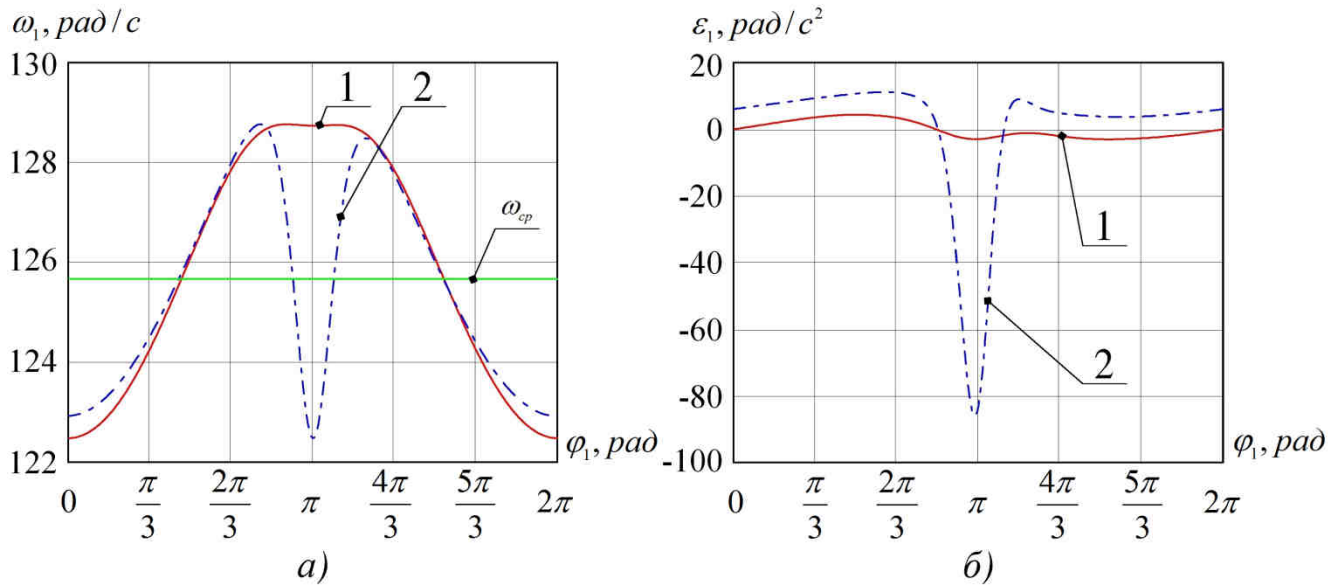 ω₁, рад/с
130
128
126
124
122
0
π/3
2π/3
π
4π/3
5π/3
2π
φ₁, рад
1
2
ω_ср
а)
ε₁, рад/с²
20
0
-20
-40
-60
-80
-100
0
π/3
2π/3
π
4π/3
5π/3
2π
φ₁, рад
1
2
б)